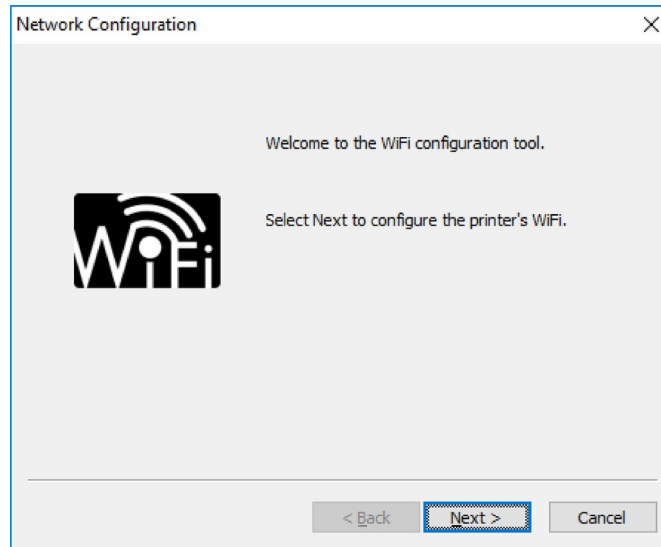 Network Configuration
Welcome to the WiFi configuration tool.
WiFi
Select Next to configure the printer's WiFi.
< Back
Next >
Cancel